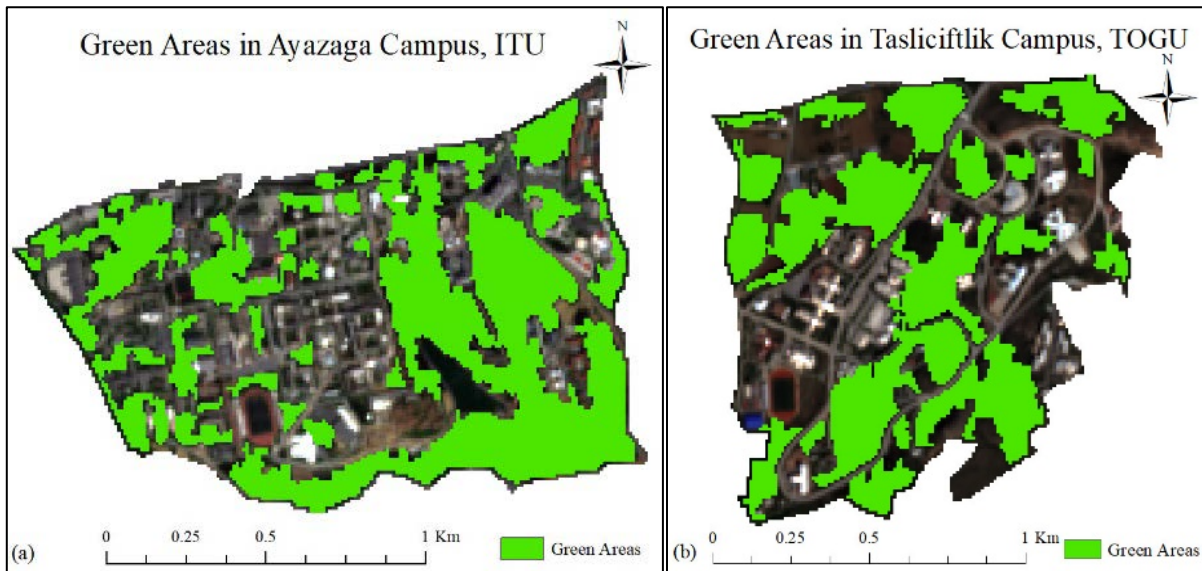 Green Areas in Ayazaga Campus, ITU
N
0 0.25 0.5 1 Km
(a)
Green Areas
Green Areas in Tasliciftlik Campus, TOGU
N
0 0.25 0.5 1 Km
(b)
Green Areas